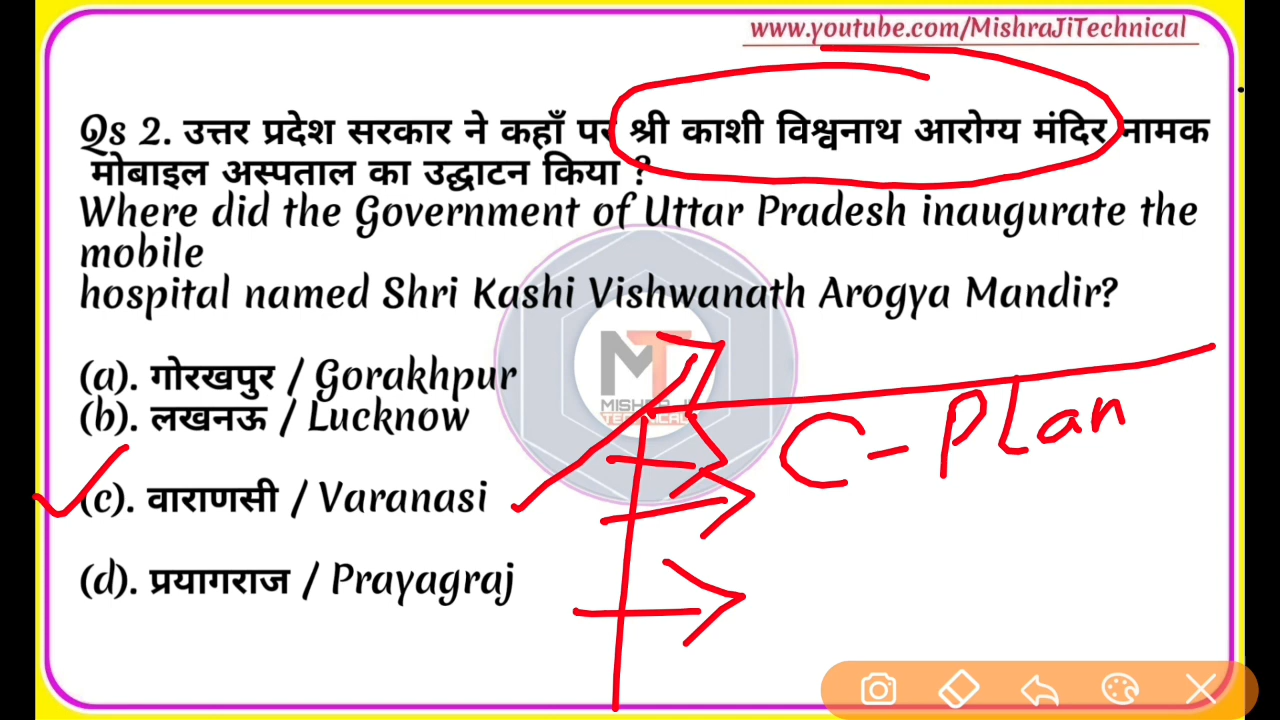 www.youtube.com/MishraJiTechnical
Qs 2. उत्तर प्रदेश सरकार ने कहाँ पर श्री काशी विश्वनाथ आरोग्य मंदिर नामक
मोबाइल अस्पताल का उद्घाटन किया ?
Where did the Government of Uttar Pradesh inaugurate the
mobile
hospital named Shri Kashi Vishwanath Arogya Mandir?
(a). गोरखपुर / Gorakhpur
(b). लखनऊ / Lucknow
C-Plan
(c). वाराणसी / Varanasi
(d). प्रयागराज / Prayagraj